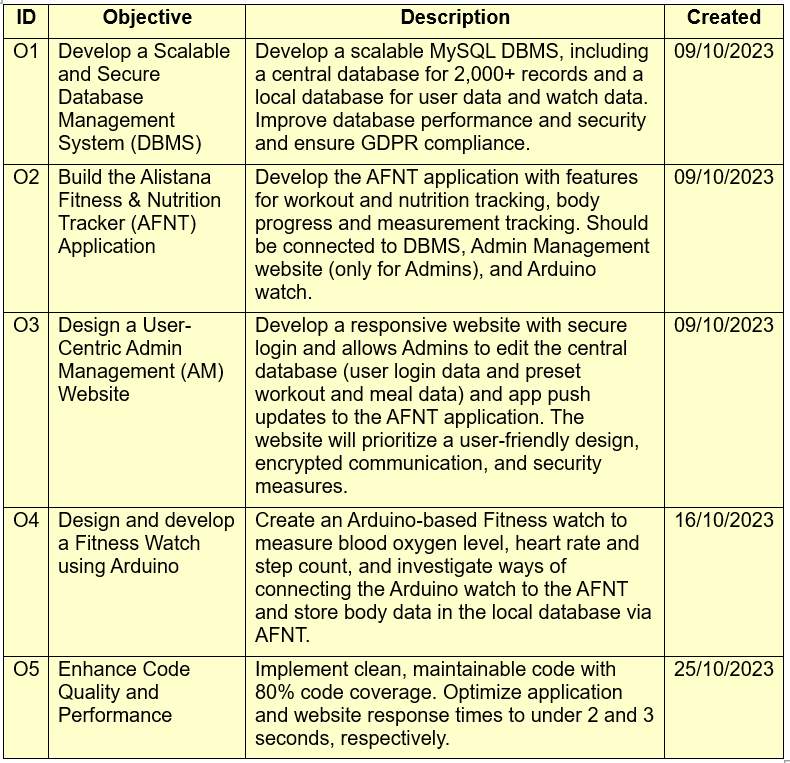 ID Objective Description Created
O1 Develop a Scalable and Secure Database Management System (DBMS) Develop a scalable MySQL DBMS, including a central database for 2,000+ records and a local database for user data and watch data. Improve database performance and security and ensure GDPR compliance. 09/10/2023
O2 Build the Alistana Fitness & Nutrition Tracker (AFNT) Application Develop the AFNT application with features for workout and nutrition tracking, body progress and measurement tracking. Should be connected to DBMS, Admin Management website (only for Admins), and Arduino watch. 09/10/2023
O3 Design a User-Centric Admin Management (AM) Website Develop a responsive website with secure login and allows Admins to edit the central database (user login data and preset workout and meal data) and app push updates to the AFNT application. The website will prioritize a user-friendly design, encrypted communication, and security measures. 09/10/2023
O4 Design and develop a Fitness Watch using Arduino Create an Arduino-based Fitness watch to measure blood oxygen level, heart rate and step count, and investigate ways of connecting the Arduino watch to the AFNT and store body data in the local database via AFNT. 16/10/2023
O5 Enhance Code Quality and Performance Implement clean, maintainable code with 80% code coverage. Optimize application and website response times to under 2 and 3 seconds, respectively. 25/10/2023